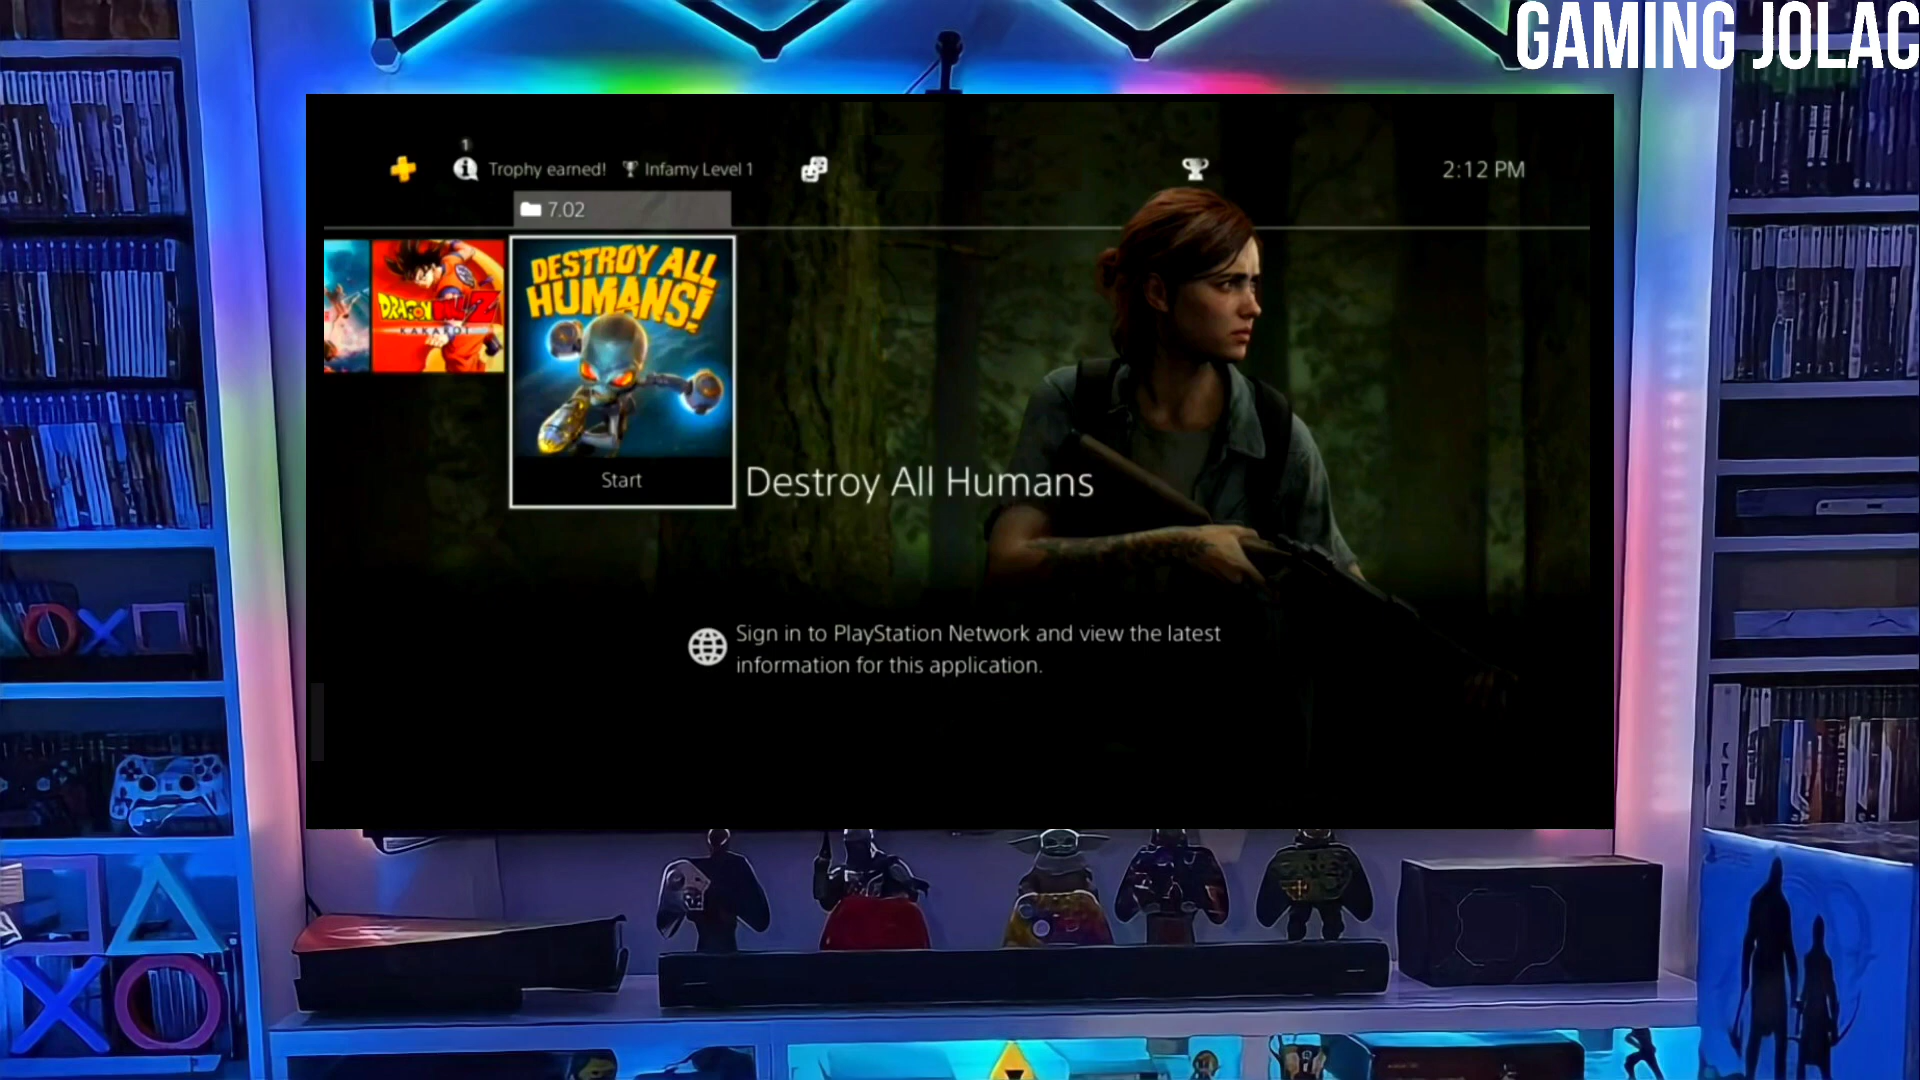 GAMING JOLAC
1
Trophy earned! Infamy Level 1
2:12 PM
7.02
DRAGON BALL Z
KAKAROT
DESTROY ALL
HUMANS!
Start
Destroy All Humans
Sign in to PlayStation Network and view the latest
information for this application.